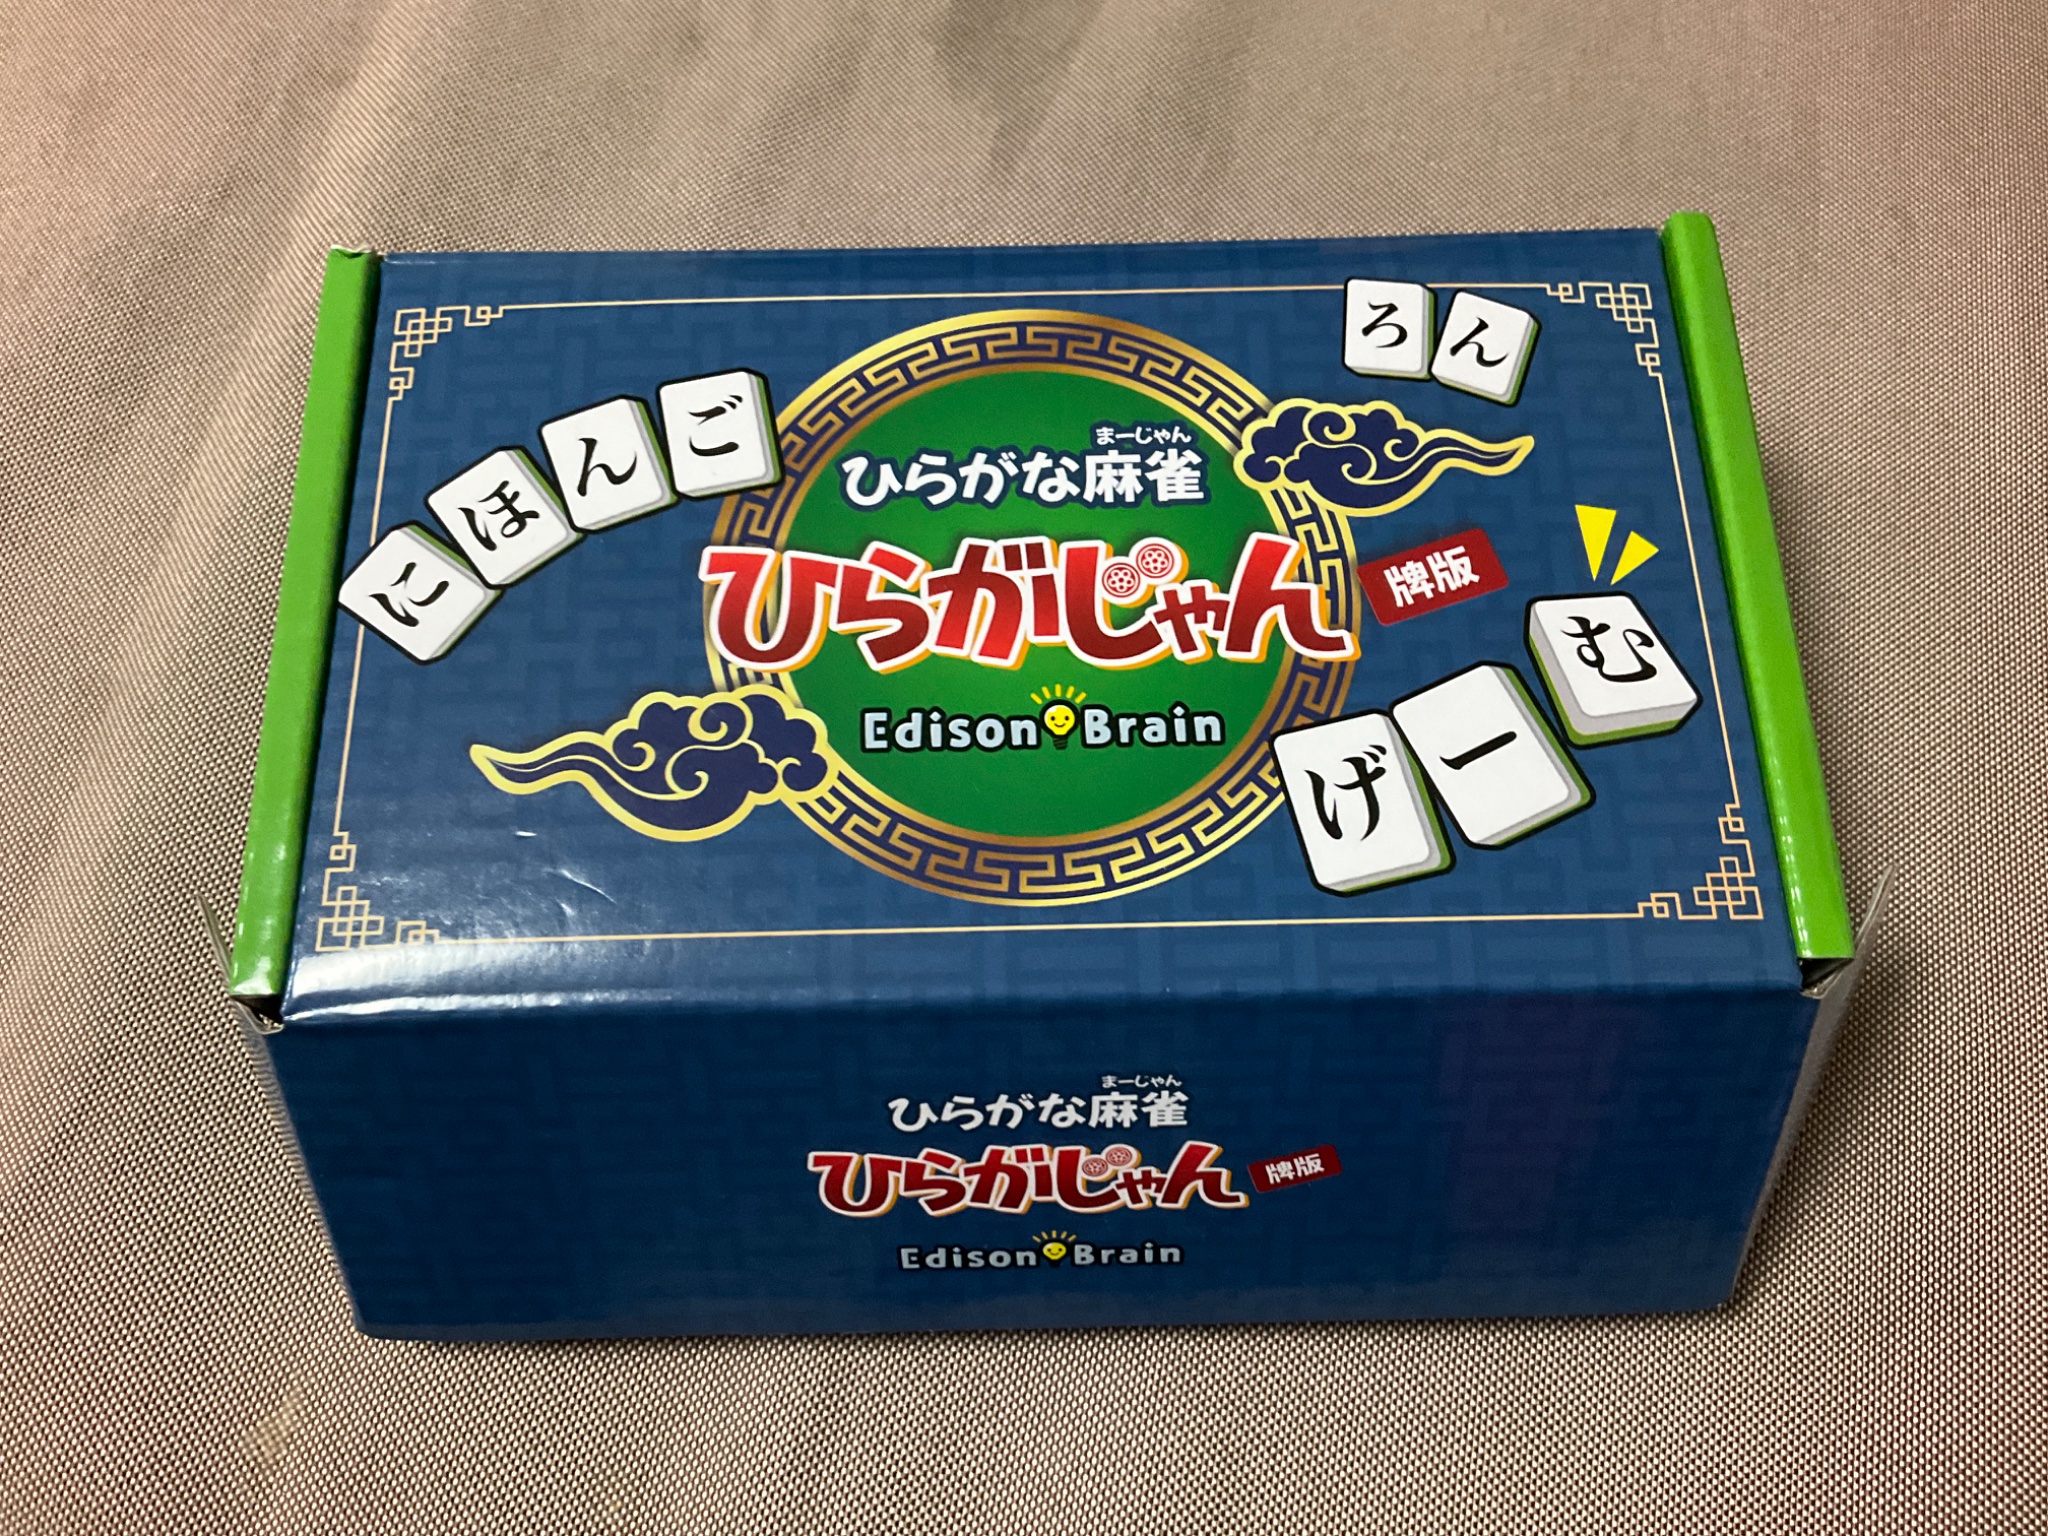 にほんご
ろん
まーじゃん
ひらがな麻雀
ひらがじゃん 牌版
Edison Brain
げーむ
まーじゃん
ひらがな麻雀
ひらがじゃん 牌版
Edison Brain